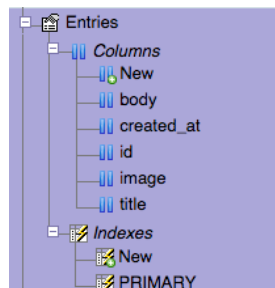 Entries
Columns
New
body
created_at
id
image
title
Indexes
New
PRIMARY